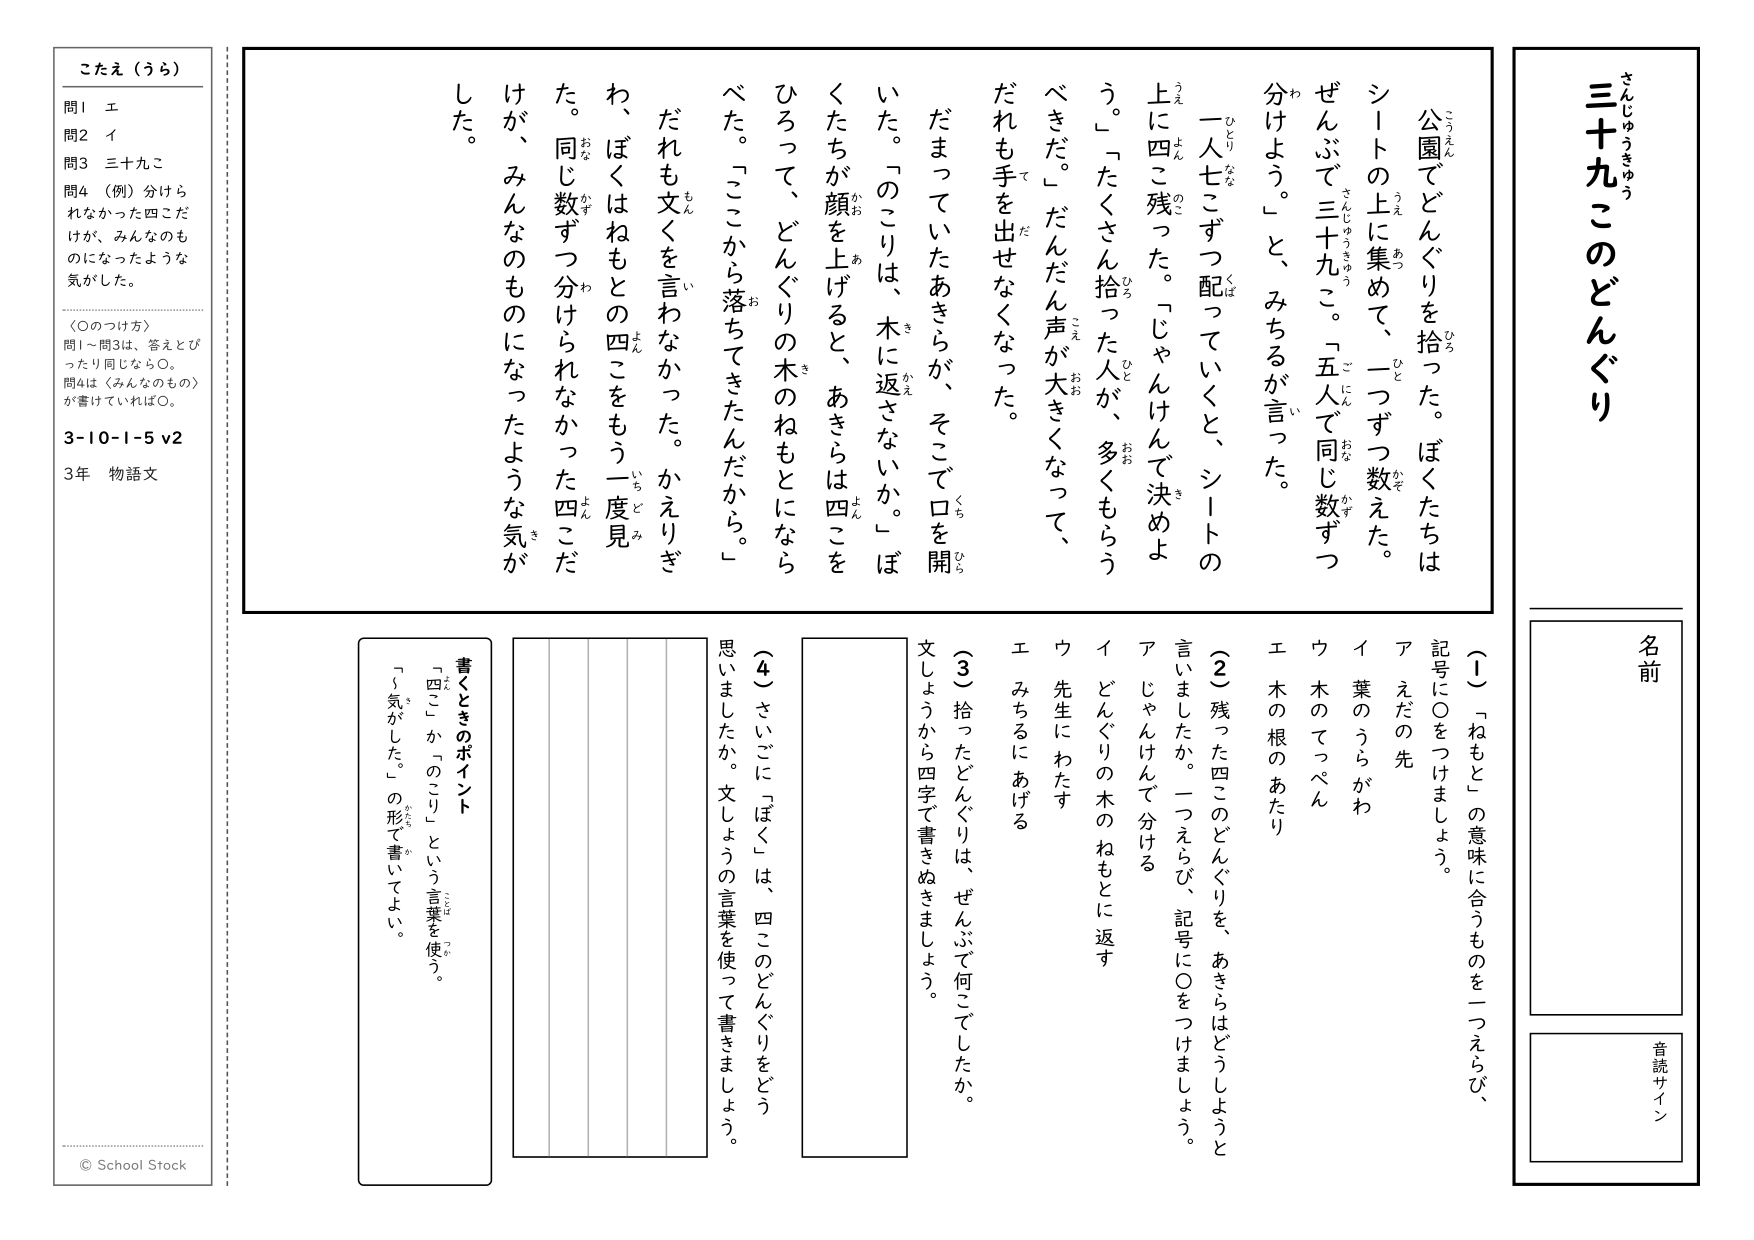 三十九このどんぐり
さんじゅうきゅう
名前
音読サイン
公園でどんぐりを拾った。ぼくたちは
シートの上に集めて、一つずつ数えた。
ぜんぶで三十九こ。「五人で同じ数ずつ
分けよう。」と、みちるが言った。
一人七こずつ配っていくと、シートの
上に四こ残った。「じゃんけんで決めよ
う。」「たくさん拾った人が、多くもらう
べきだ。」だんだん声が大きくなって、
だれも手を出せなくなった。
だまっていたあきらが、そこで口を開
いた。「のこりは、木に返さないか。」ぼ
くたちが顔を上げると、あきらは四こを
ひろって、どんぐりの木のねもとになら
べた。「ここから落ちてきたんだから。」
だれも文くを言わなかった。かえりぎ
わ、ぼくはねもとの四こをもう一度見
た。同じ数ずつ分けられなかった四こだ
けが、みんなのものになったような気が
した。
(1)「ねもと」の意味に合うものを一つえらび、
記号に〇をつけましょう。
ア えだの先
イ 葉のうらがわ
ウ 木のてっぺん
エ 木の根のあたり
(2)残った四このどんぐりを、あきらはどうしようと
言いましたか。一つえらび、記号に〇をつけましょう。
ア じゃんけんで分ける
イ どんぐりの木のねもとに返す
ウ 先生にわたす
エ みちるにあげる
(3)拾ったどんぐりは、ぜんぶで何こでしたか。
文しょうから四字で書きぬきましょう。
(4)さいごに「ぼく」は、四このどんぐりをどう
思いましたか。文しょうの言葉を使って書きましょう。
書くときのポイント
「四こ」か「のこり」という言葉を使う。
「〜気がした。」の形で書いてよい。
こたえ（うら）
問1 エ
問2 イ
問3 三十九こ
問4 （例）分けら
れなかった四こだ
けが、みんなのも
のになったような
気がした。
〈〇のつけ方〉
問1〜問3は、答えとぴ
ったり同じなら〇。
問4は〈みんなのもの〉
が書けていれば〇。
3-10-1-5 v2
3年 物語文
© School Stock